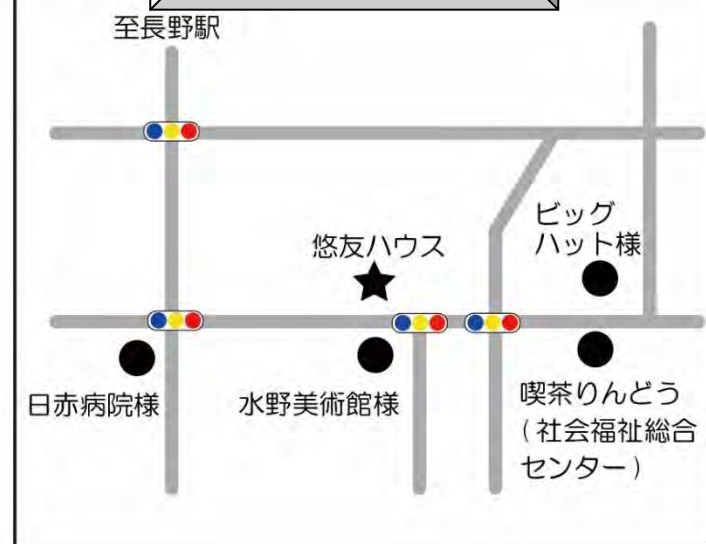 至長野駅
ビッグ
ハット様
悠友ハウス
日赤病院様
水野美術館様
喫茶りんどう
(社会福祉総合
センター)